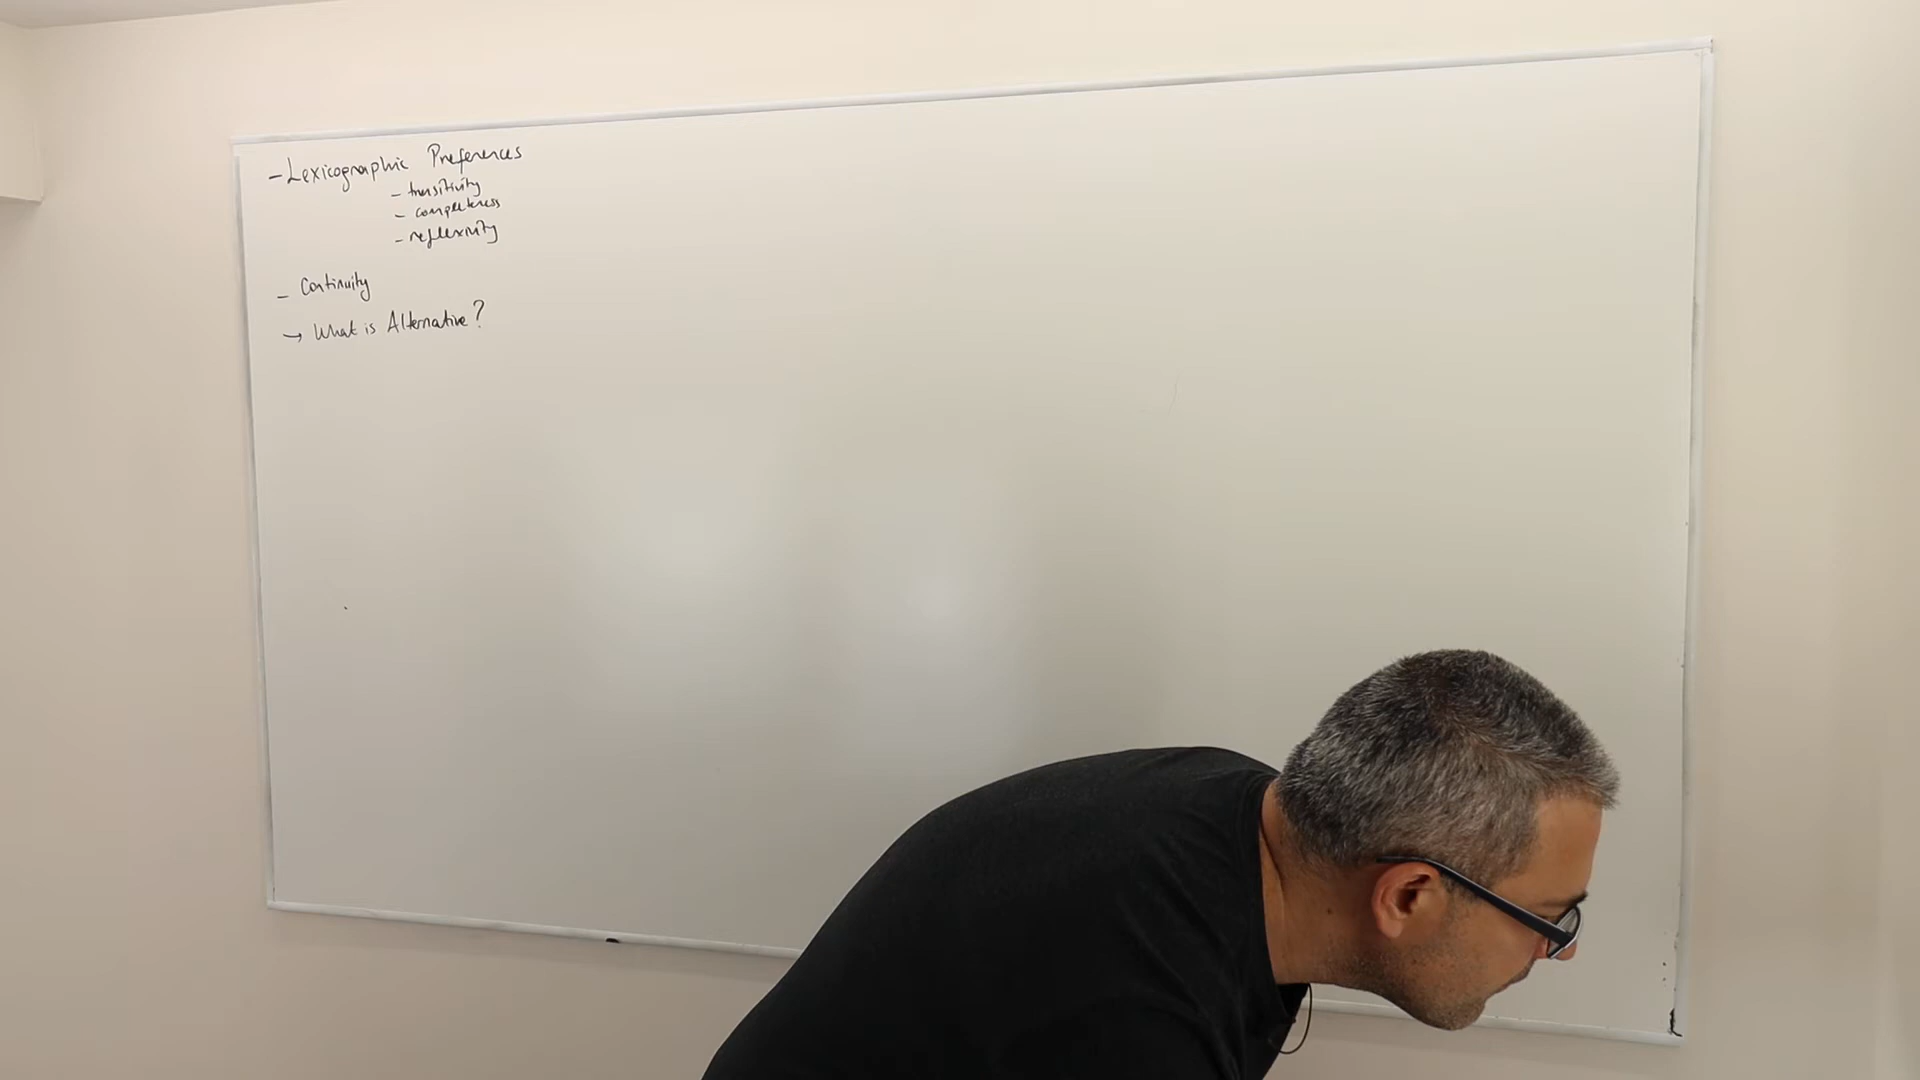 - Lexicographic Preferences
- transitivity
- completeness
- reflexivity
- Continuity
→ What is Alternative?